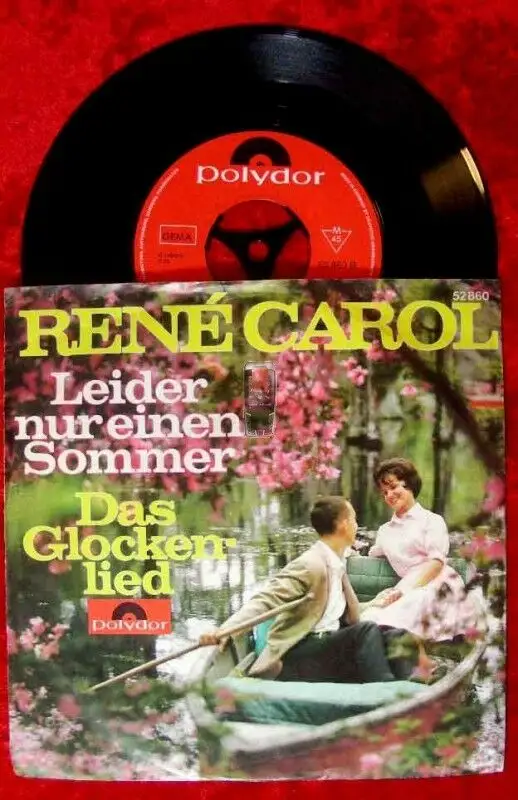 polydor
GEMA
M
45
52860
RENÉ CAROL
Leider
nur einen
Sommer
Das
Glocken-
lied
polydor